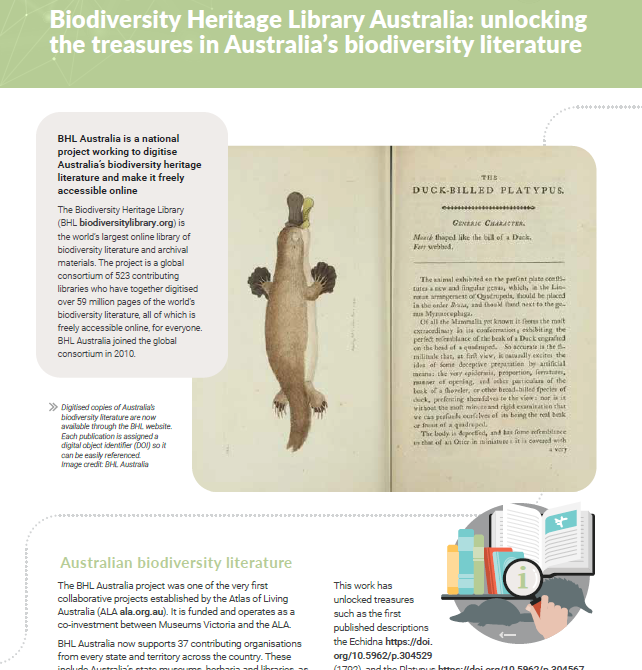 Biodiversity Heritage Library Australia: unlocking
the treasures in Australia's biodiversity literature
BHL Australia is a national
project working to digitise
Australia's biodiversity heritage
literature and make it freely
accessible online
The Biodiversity Heritage Library
(BHL biodiversitylibrary.org) is
the world's largest online library of
biodiversity literature and archival
materials. The project is a global
consortium of 523 contributing
libraries who have together digitised
over 59 million pages of the world's
biodiversity literature, all of which is
freely accessible online, for everyone.
BHL Australia joined the global
consortium in 2010.
Digitised copies of Australia's
biodiversity literature are now
available through the BHL website.
Each publication is assigned a
digital object identifier (DOI) so it
can be easily referenced.
Image credit: BHL Australia
THE
DUCK-BILLED PLATYPUS.
GENERIC CHARACTER.
Mouth ſhaped like the bill of a Duck.
Feet webbed.
The animal exhibited on the preſent plate conſti-
tutes a new and ſingular genus, which, in the Lin-
næan arrangement of Quadrupeds, ſhould be placed
in the order Bruta, and ſhould ſtand next to the ge-
nus Myrmecophaga.
Of all the Mammalia yet known it ſeems the moſt
extraordinary in its conformation; exhibiting the
perfect reſemblance of the beak of a Duck engrafted
on the head of a quadruped. So accurate is the ſi-
militude that, at firſt view, it naturally excites the
idea of ſome deceptive preparation by artificial
means: the very epidermis, proportion, ſerratures,
manner of opening, and other particulars of the
beak of a ſhoveler, or other broad-billed ſpecies of
duck, preſenting themſelves to the view: nor is it
without the moſt minute and rigid examination that
we can perſuade ourſelves of its being the real beak
or ſnout of a quadruped.
The body is depreſſed, and has ſome reſemblance
to that of an Otter in miniature: it is covered with
a very
Australian biodiversity literature
The BHL Australia project was one of the very first
collaborative projects established by the Atlas of Living
Australia (ALA ala.org.au). It is funded and operates as a
co-investment between Museums Victoria and the ALA.
BHL Australia now supports 37 contributing organisations
from every state and territory across the country. These
include Australia's state museums, herbaria and libraries, as
This work has
unlocked treasures
such as the first
published descriptions
the Echidna https://doi.
org/10.5962/p.304529
(1792), and the Platypus https://doi.org/10.5962/p.304567
i